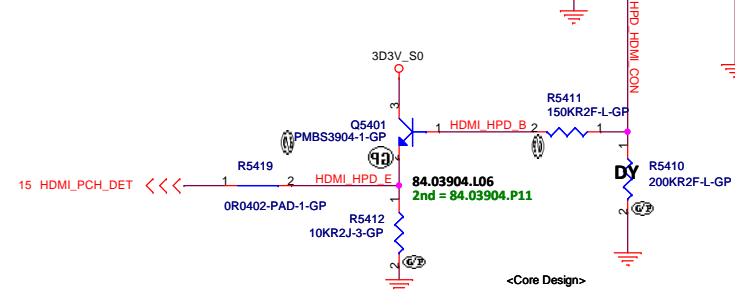 HPD_HDMI_CON
3D3V_S0
3
Q5401
PMBS3904-1-GP
1
HDMI_HPD_B
2
R5411
150KR2F-L-GP
1
1
DY
R5410
200KR2F-L-GP
2
G/P
15 HDMI_PCH_DET
R5419
1
2
0R0402-PAD-1-GP
HDMI_HPD_E
84.03904.L06
2nd = 84.03904.P11
1
R5412
10KR2J-3-GP
2
G/P
<Core Design>